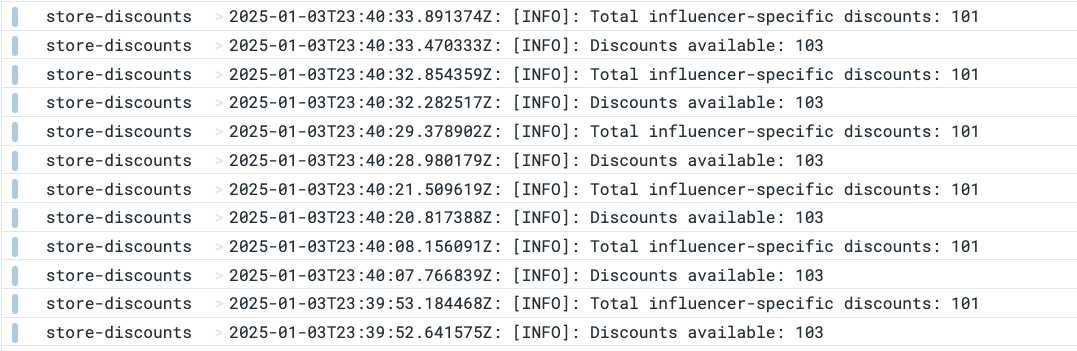 store-discounts > 2025-01-03T23:40:33.891374Z: [INFO]: Total influencer-specific discounts: 101
store-discounts > 2025-01-03T23:40:33.470333Z: [INFO]: Discounts available: 103
store-discounts > 2025-01-03T23:40:32.854359Z: [INFO]: Total influencer-specific discounts: 101
store-discounts > 2025-01-03T23:40:32.282517Z: [INFO]: Discounts available: 103
store-discounts > 2025-01-03T23:40:29.378902Z: [INFO]: Total influencer-specific discounts: 101
store-discounts > 2025-01-03T23:40:28.980179Z: [INFO]: Discounts available: 103
store-discounts > 2025-01-03T23:40:21.509619Z: [INFO]: Total influencer-specific discounts: 101
store-discounts > 2025-01-03T23:40:20.817388Z: [INFO]: Discounts available: 103
store-discounts > 2025-01-03T23:40:08.156091Z: [INFO]: Total influencer-specific discounts: 101
store-discounts > 2025-01-03T23:40:07.766839Z: [INFO]: Discounts available: 103
store-discounts > 2025-01-03T23:39:53.184468Z: [INFO]: Total influencer-specific discounts: 101
store-discounts > 2025-01-03T23:39:52.641575Z: [INFO]: Discounts available: 103